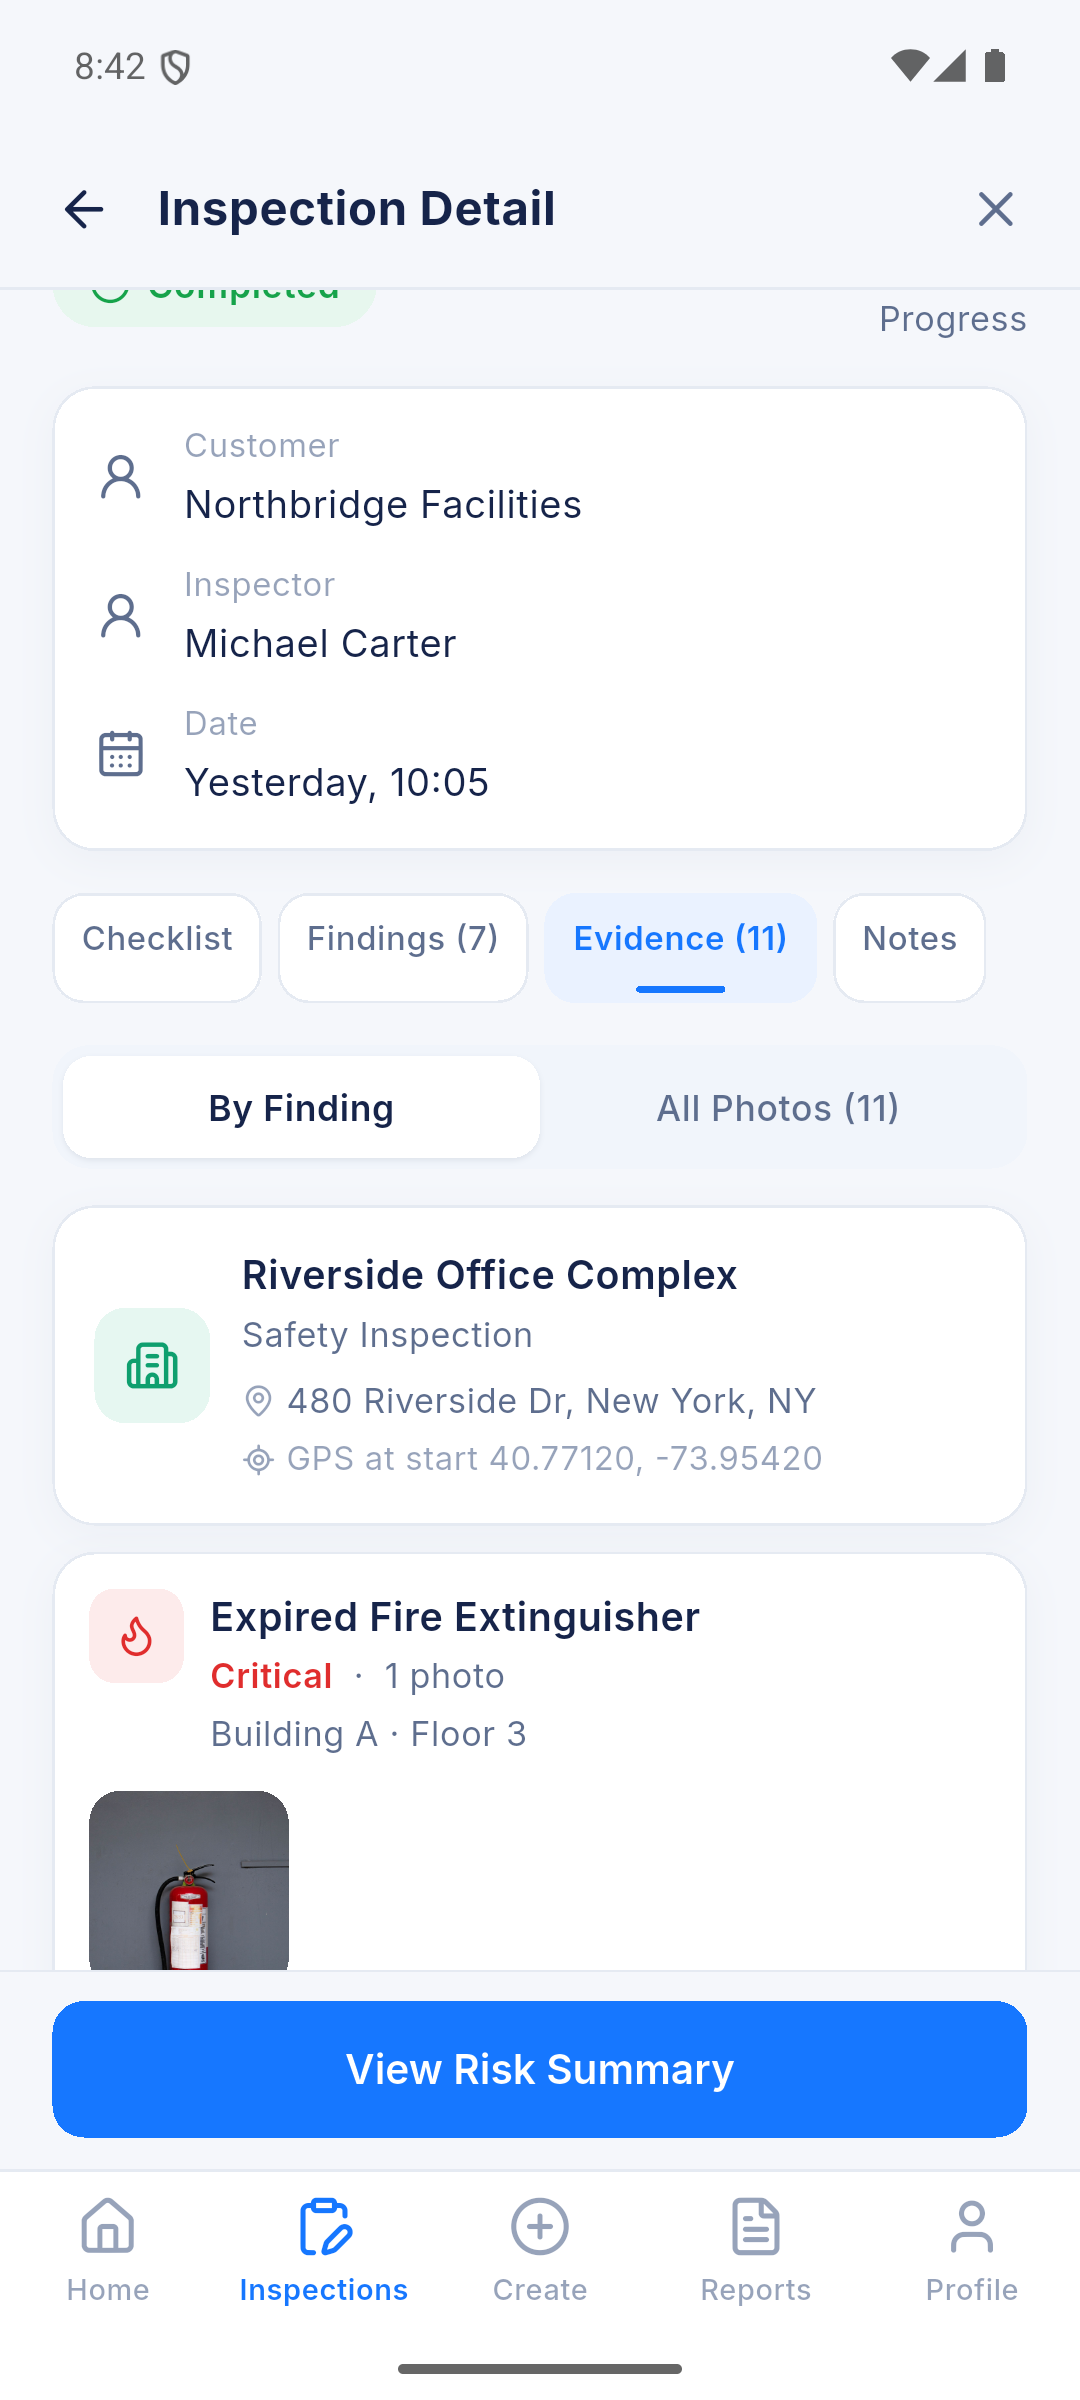 8:42
Inspection Detail
Completed
Progress
Customer
Northbridge Facilities
Inspector
Michael Carter
Date
Yesterday, 10:05
Checklist
Findings (7)
Evidence (11)
Notes
By Finding
All Photos (11)
Riverside Office Complex
Safety Inspection
480 Riverside Dr, New York, NY
GPS at start 40.77120, -73.95420
Expired Fire Extinguisher
Critical · 1 photo
Building A · Floor 3
View Risk Summary
Home
Inspections
Create
Reports
Profile